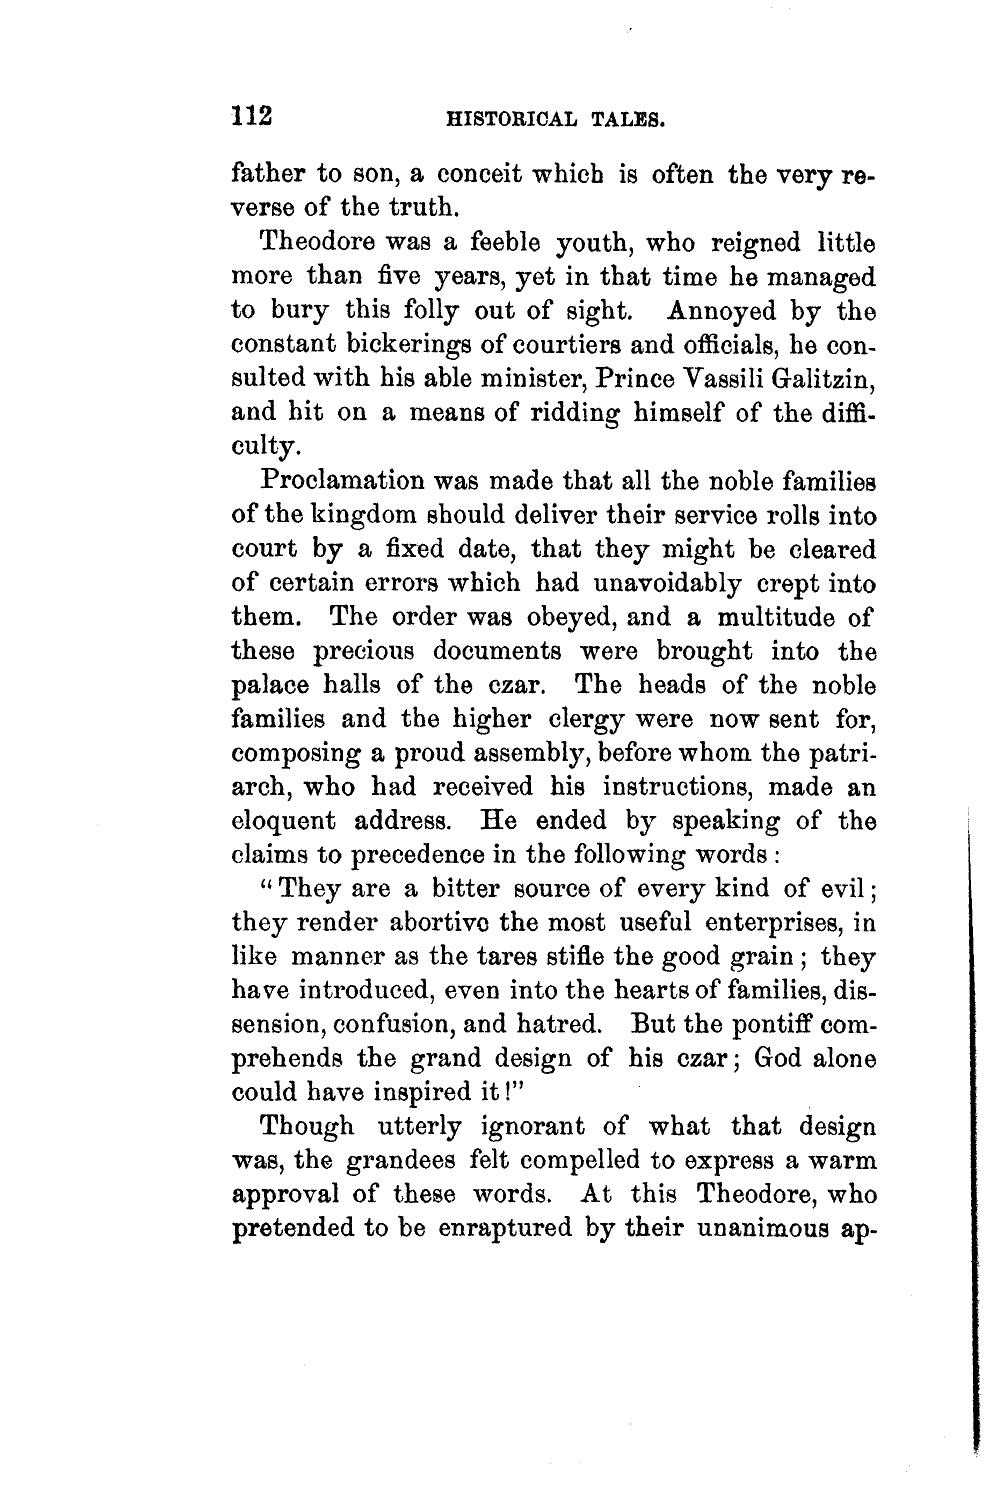 112 HISTORICAL TALES.
father to son, a conceit which is often the very re-
verse of the truth.
Theodore was a feeble youth, who reigned little
more than five years, yet in that time he managed
to bury this folly out of sight. Annoyed by the
constant bickerings of courtiers and officials, he con-
sulted with his able minister, Prince Vassili Galitzin,
and hit on a means of ridding himself of the diffi-
culty.
Proclamation was made that all the noble families
of the kingdom should deliver their service rolls into
court by a fixed date, that they might be cleared
of certain errors which had unavoidably crept into
them. The order was obeyed, and a multitude of
these precious documents were brought into the
palace halls of the czar. The heads of the noble
families and the higher clergy were now sent for,
composing a proud assembly, before whom the patri-
arch, who had received his instructions, made an
eloquent address. He ended by speaking of the
claims to precedence in the following words :
“ They are a bitter source of every kind of evil ;
they render abortive the most useful enterprises, in
like manner as the tares stifle the good grain ; they
have introduced, even into the hearts of families, dis-
sension, confusion, and hatred. But the pontiff com-
prehends the grand design of his czar ; God alone
could have inspired it !”
Though utterly ignorant of what that design
was, the grandees felt compelled to express a warm
approval of these words. At this Theodore, who
pretended to be enraptured by their unanimous ap-